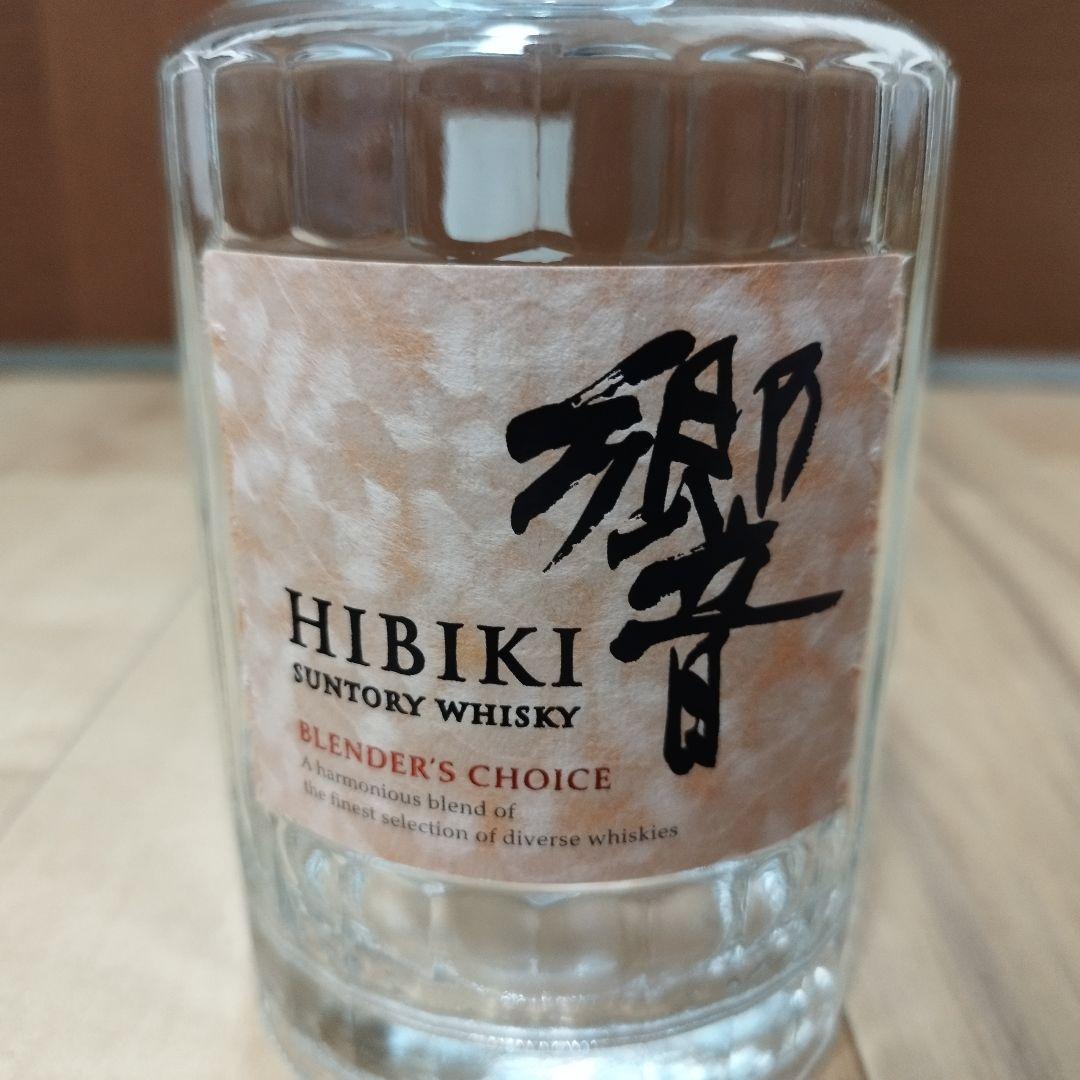 響
HIBIKI
SUNTORY WHISKY
BLENDER'S CHOICE
A harmonious blend of
the finest selection of diverse whiskies